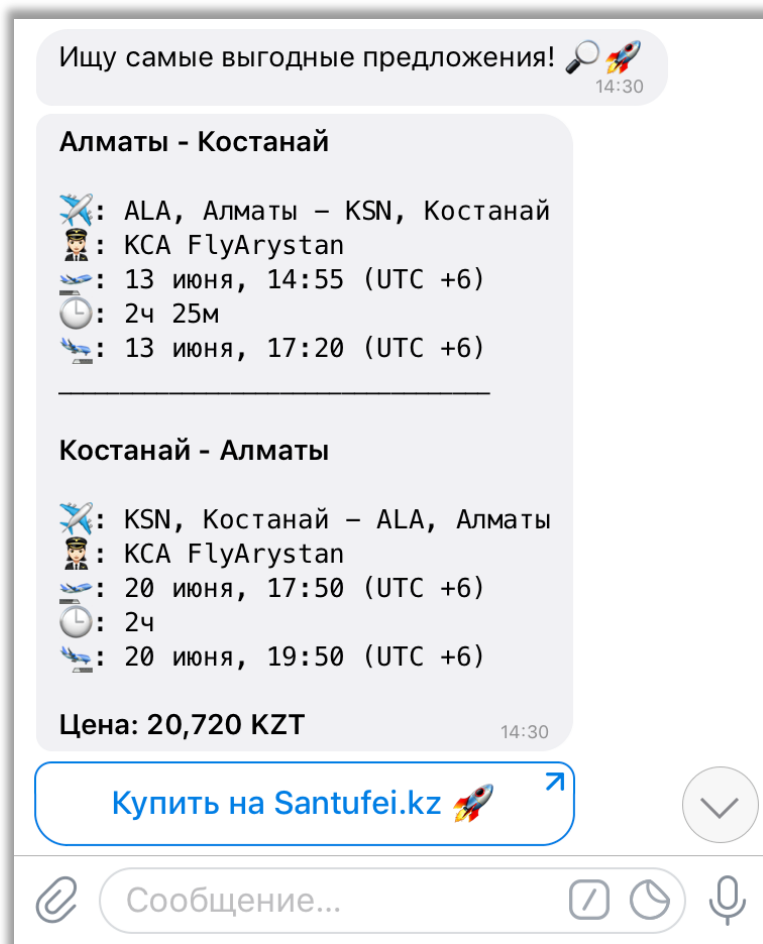 Ищу самые выгодные предложения! 🔎🚀
14:30
Алматы - Костанай
✈️: ALA, Алматы — KSN, Костанай
👩🏻‍✈️: KCA FlyArystan
🛫: 13 июня, 14:55 (UTC +6)
🕒: 2ч 25м
🛬: 13 июня, 17:20 (UTC +6)
Костанай - Алматы
✈️: KSN, Костанай — ALA, Алматы
👩🏻‍✈️: KCA FlyArystan
🛫: 20 июня, 17:50 (UTC +6)
🕒: 2ч
🛬: 20 июня, 19:50 (UTC +6)
Цена: 20,720 KZT
14:30
Купить на Santufei.kz 🚀
Сообщение...